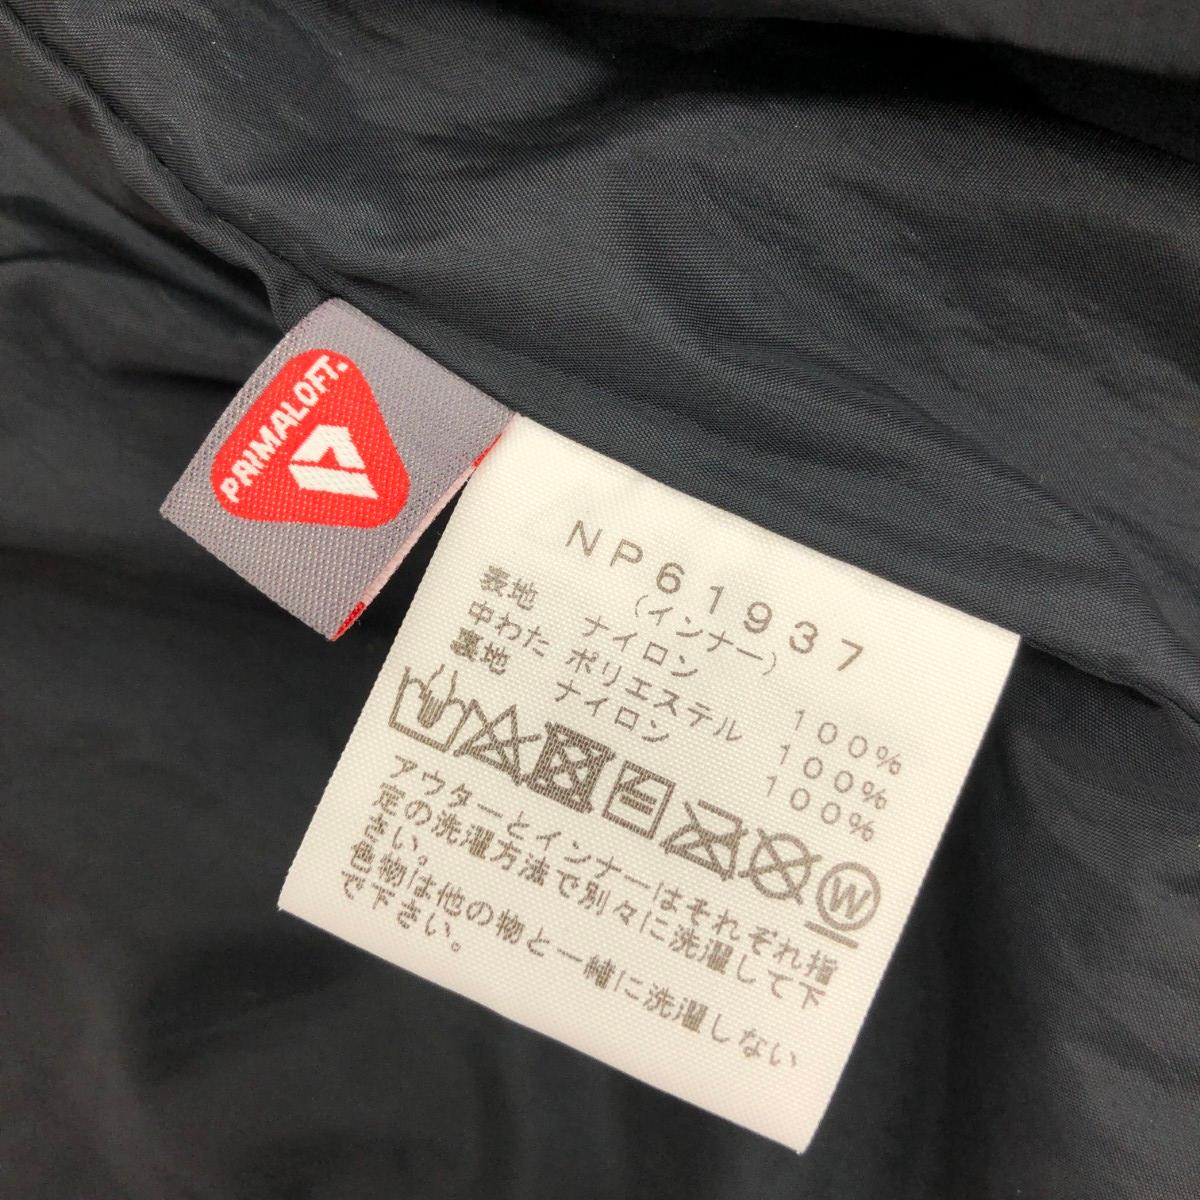 PRIMALOFT®
NP61937
(インナー)
表地 ナイロン 100%
中わた ポリエステル 100%
裏地 ナイロン 100%
W
アウターとインナーはそれぞれ指
定の洗濯方法で別々に洗濯して下
さい。
色物は他の物と一緒に洗濯しない
で下さい。